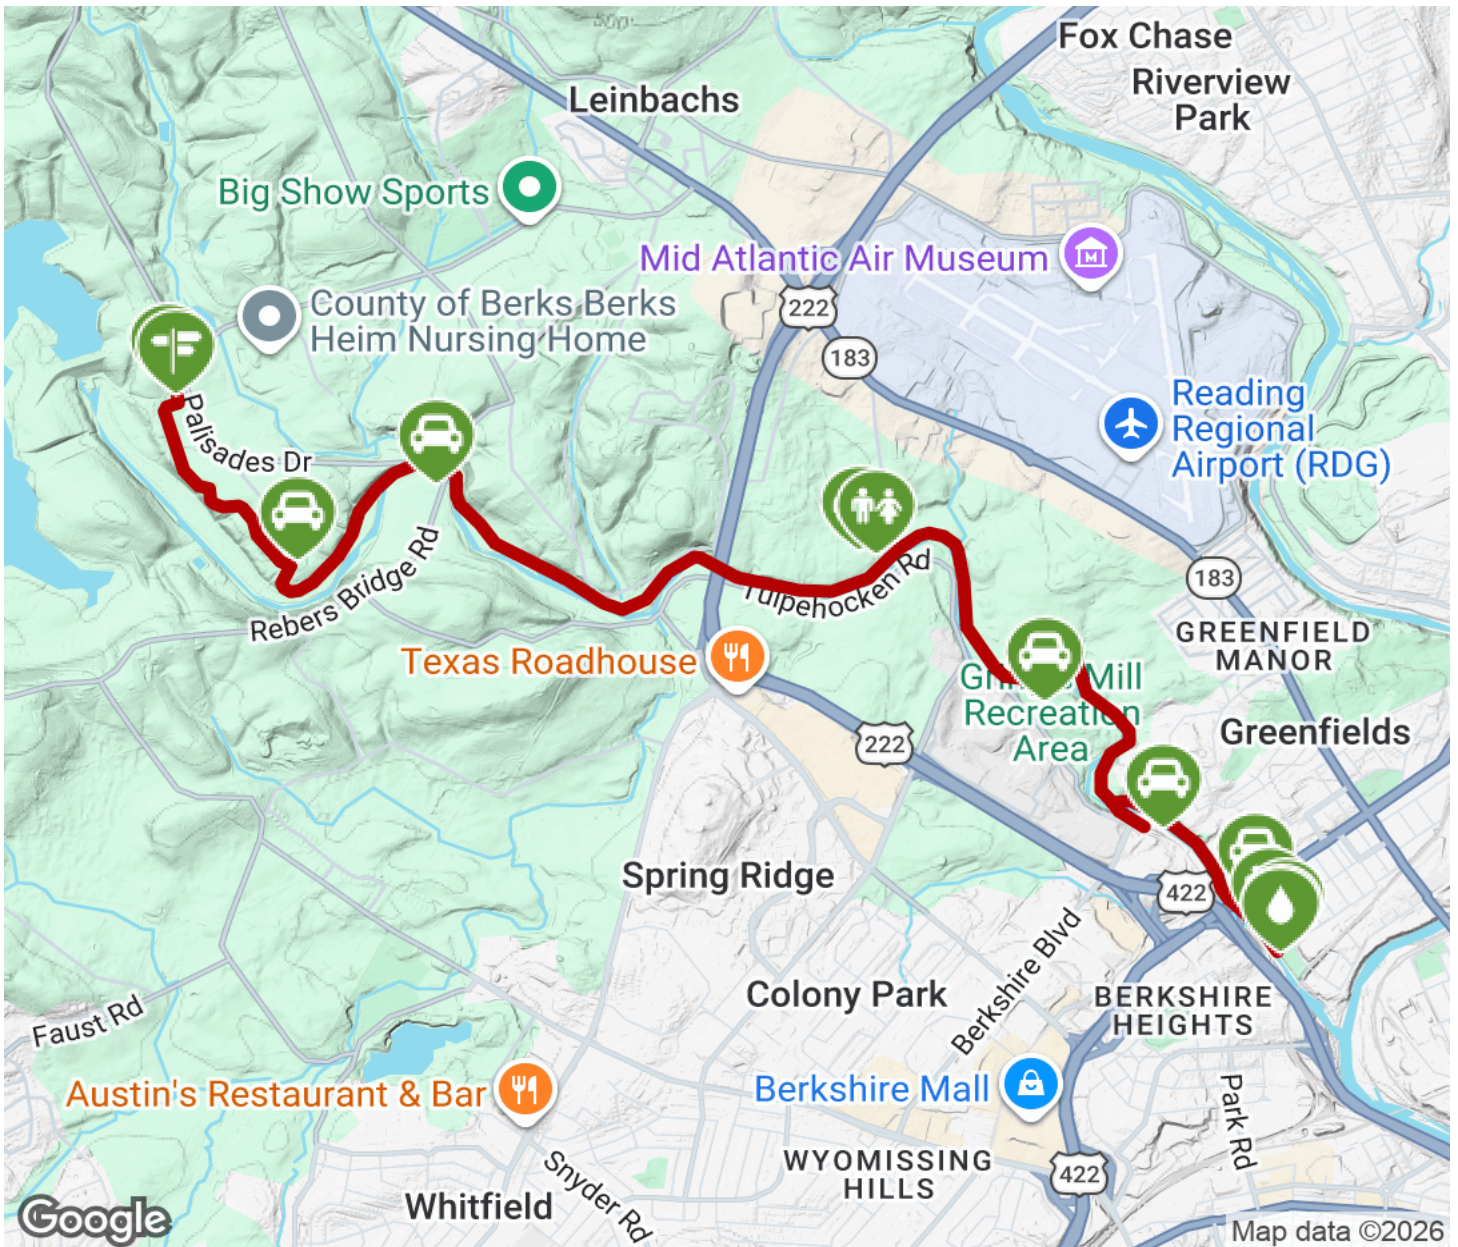 Fox Chase
Riverview
Park
Leinbachs
Big Show Sports
Mid Atlantic Air Museum
M
222
County of Berks Berks
Heim Nursing Home
183
Reading
Regional
Airport (RDG)
Palisades Dr
Rebers Bridge Rd
Tulpehocken Rd
183
GREENFIELD
MANOR
Texas Roadhouse
Mill
Recreation
Area
222
Greenfields
Spring Ridge
422
Berkshire Blvd
Colony Park
BERKSHIRE
HEIGHTS
Faust Rd
Austin's Restaurant & Bar
Berkshire Mall
Park Rd
WYOMISSING
HILLS
422
Snyder Rd
Whitfield
Google
Map data ©2026